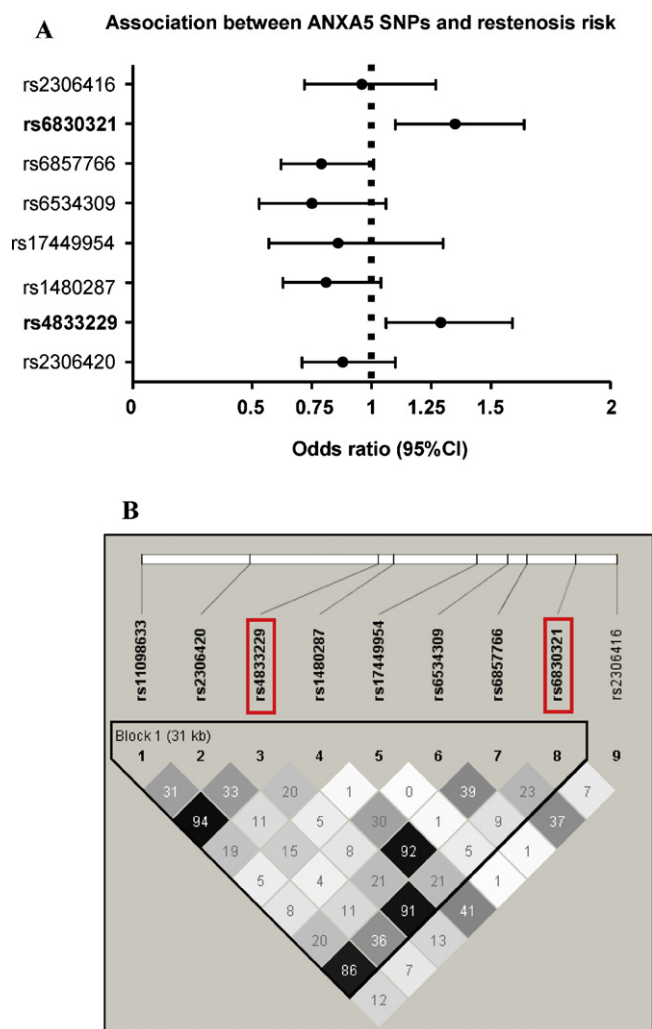 A
Association between ANXA5 SNPs and restenosis risk
rs2306416
rs6830321
rs6857766
rs6534309
rs17449954
rs1480287
rs4833229
rs2306420
0 0.5 0.75 1 1.25 1.5 2
Odds ratio (95%CI)
B
rs11098633
rs2306420
rs4833229
rs1480287
rs17449954
rs6534309
rs6857766
rs6830321
rs2306416
Block 1 (31 kb)
1 2 3 4 5 6 7 8 9
31 33 20 1 0 39 23 7
94 11 5 30 1 9 37
19 15 8 92 5 1
5 4 21 21 1
8 11 91 41
20 36 13
86 7
12